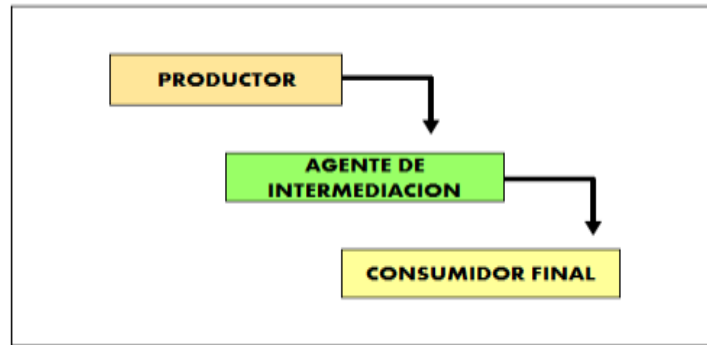 PRODUCTOR
AGENTE DE
INTERMEDIACION
CONSUMIDOR FINAL